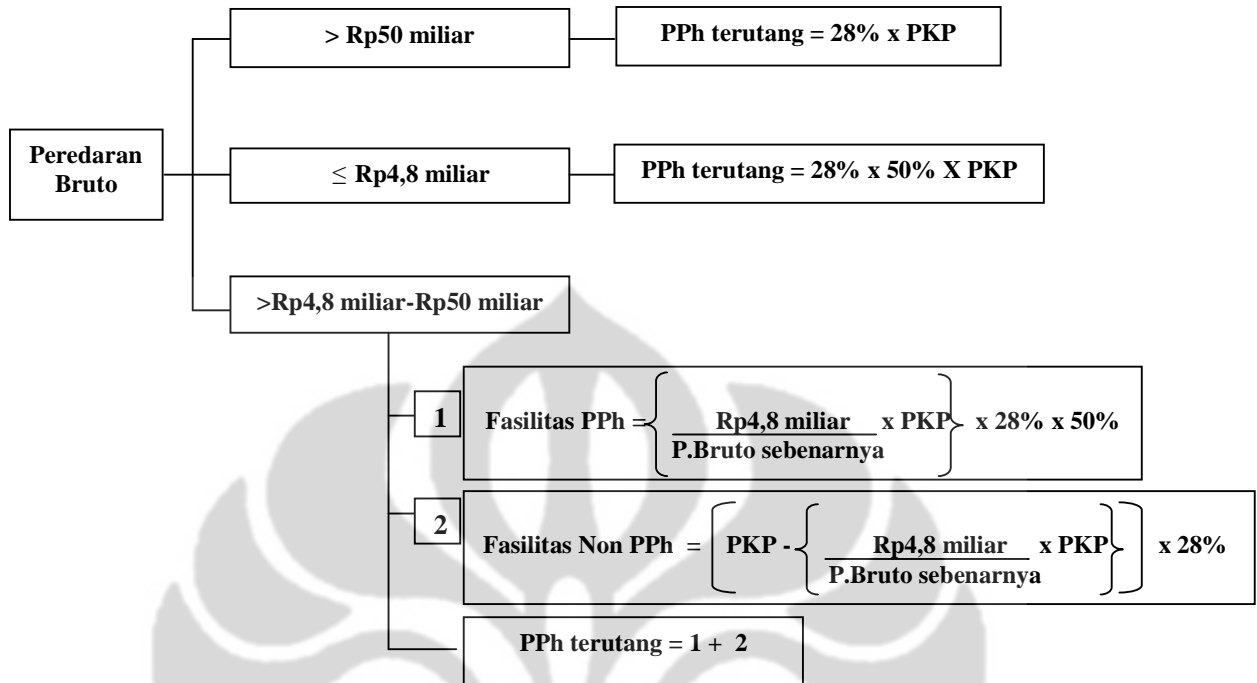 > Rp50 miliar
PPh terutang = 28% x PKP
Peredaran
Bruto
≤ Rp4,8 miliar
PPh terutang = 28% x 50% X PKP
>Rp4,8 miliar-Rp50 miliar
1
Fasilitas PPh = { Rp4,8 miliar x PKP } x 28% x 50%
P.Bruto sebenarnya
2
Fasilitas Non PPh = [ PKP - { Rp4,8 miliar x PKP } ] x 28%
P.Bruto sebenarnya
PPh terutang = 1 + 2